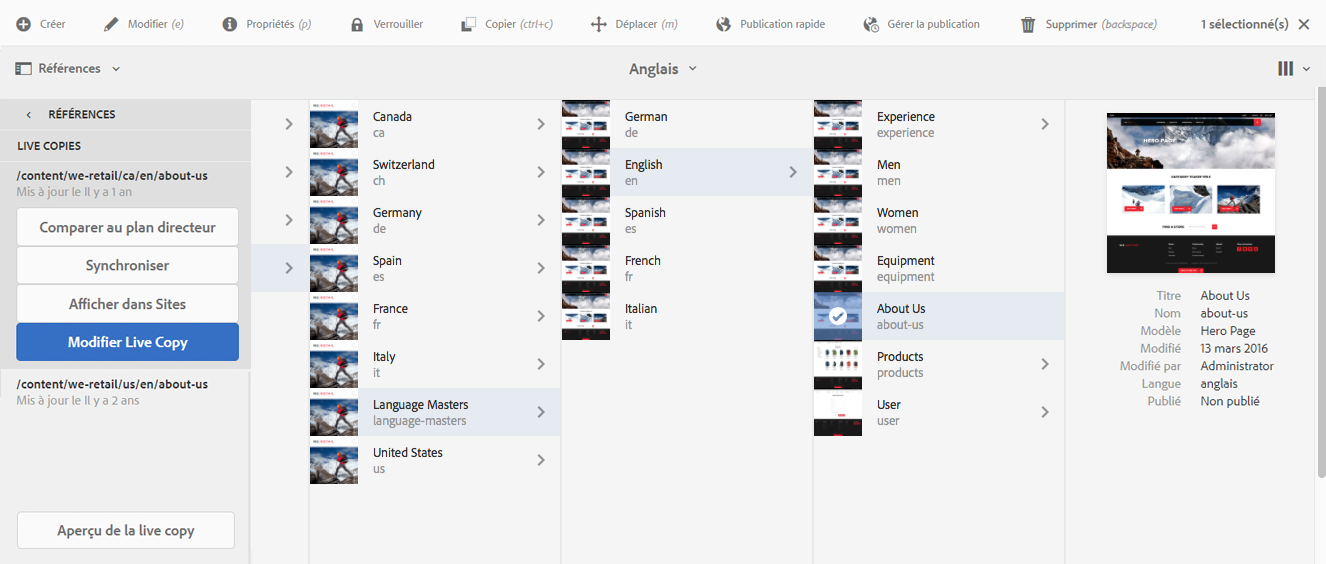 Créer
Modifier (e)
Propriétés (p)
Verrouiller
Copier (ctrl+c)
Déplacer (m)
Publication rapide
Gérer la publication
Supprimer (backspace)
1 sélectionné(s)
Références
Anglais
RÉFÉRENCES
LIVE COPIES
/content/we-retail/ca/en/about-us
Mis à jour le Il y a 1 an
Comparer au plan directeur
Synchroniser
Afficher dans Sites
Modifier Live Copy
/content/we-retail/us/en/about-us
Mis à jour le Il y a 2 ans
Aperçu de la live copy
Canada
ca
Switzerland
ch
Germany
de
Spain
es
France
fr
Italy
it
Language Masters
language-masters
United States
us
German
de
English
en
Spanish
es
French
fr
Italian
it
Experience
experience
Men
men
Women
women
Equipment
equipment
About Us
about-us
Products
products
User
user
HERO PAGE
FIND A STORE
Titre About Us
Nom about-us
Modèle Hero Page
Modifié 13 mars 2016
Modifié par Administrator
Langue anglais
Publié Non publié